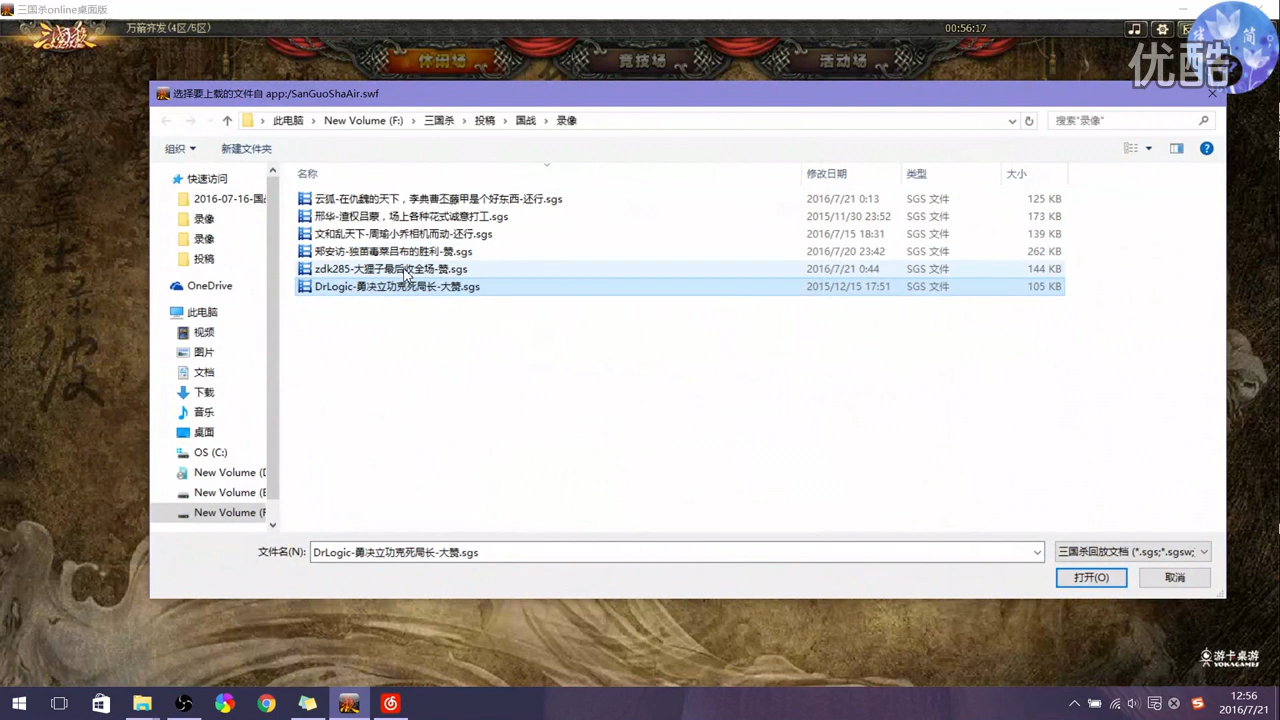 三国杀online桌面版
三国杀
万箭齐发(4区/5区)
00:56:17
简
优酷
休闲场
竞技场
活动场
选择要上载的文件自 app:/SanGuoShaAir.swf
此电脑 › New Volume (F:) › 三国杀 › 投稿 › 国战 › 录像
搜索"录像"
组织
新建文件夹
名称
修改日期
类型
大小
云狐-在仇魏的天下，李典曹丕藤甲是个好东西-还行.sgs 2016/7/21 0:13 SGS 文件 125 KB
邢华-渣权吕蒙，场上各种花式诚意打工.sgs 2015/11/30 23:52 SGS 文件 173 KB
文和乱天下-周瑜小乔相机而动-还行.sgs 2016/7/15 18:31 SGS 文件 139 KB
郑安访-独苗毒菜吕布的胜利-赞.sgs 2016/7/20 23:42 SGS 文件 262 KB
zdk285-大狸子最后收全场-赞.sgs 2016/7/21 0:44 SGS 文件 144 KB
DrLogic-勇决立功克死局长-大赞.sgs 2015/12/15 17:51 SGS 文件 105 KB
快速访问
2016-07-16-国战
录像
录像
投稿
OneDrive
此电脑
视频
图片
文档
下载
音乐
桌面
OS (C:)
New Volume (D
New Volume (E
New Volume (F
文件名(N):
DrLogic-勇决立功克死局长-大赞.sgs
三国杀回放文档 (*.sgs;*.sgsw;
打开(O)
取消
游卡桌游
YOKAGAMES
12:56
2016/7/21